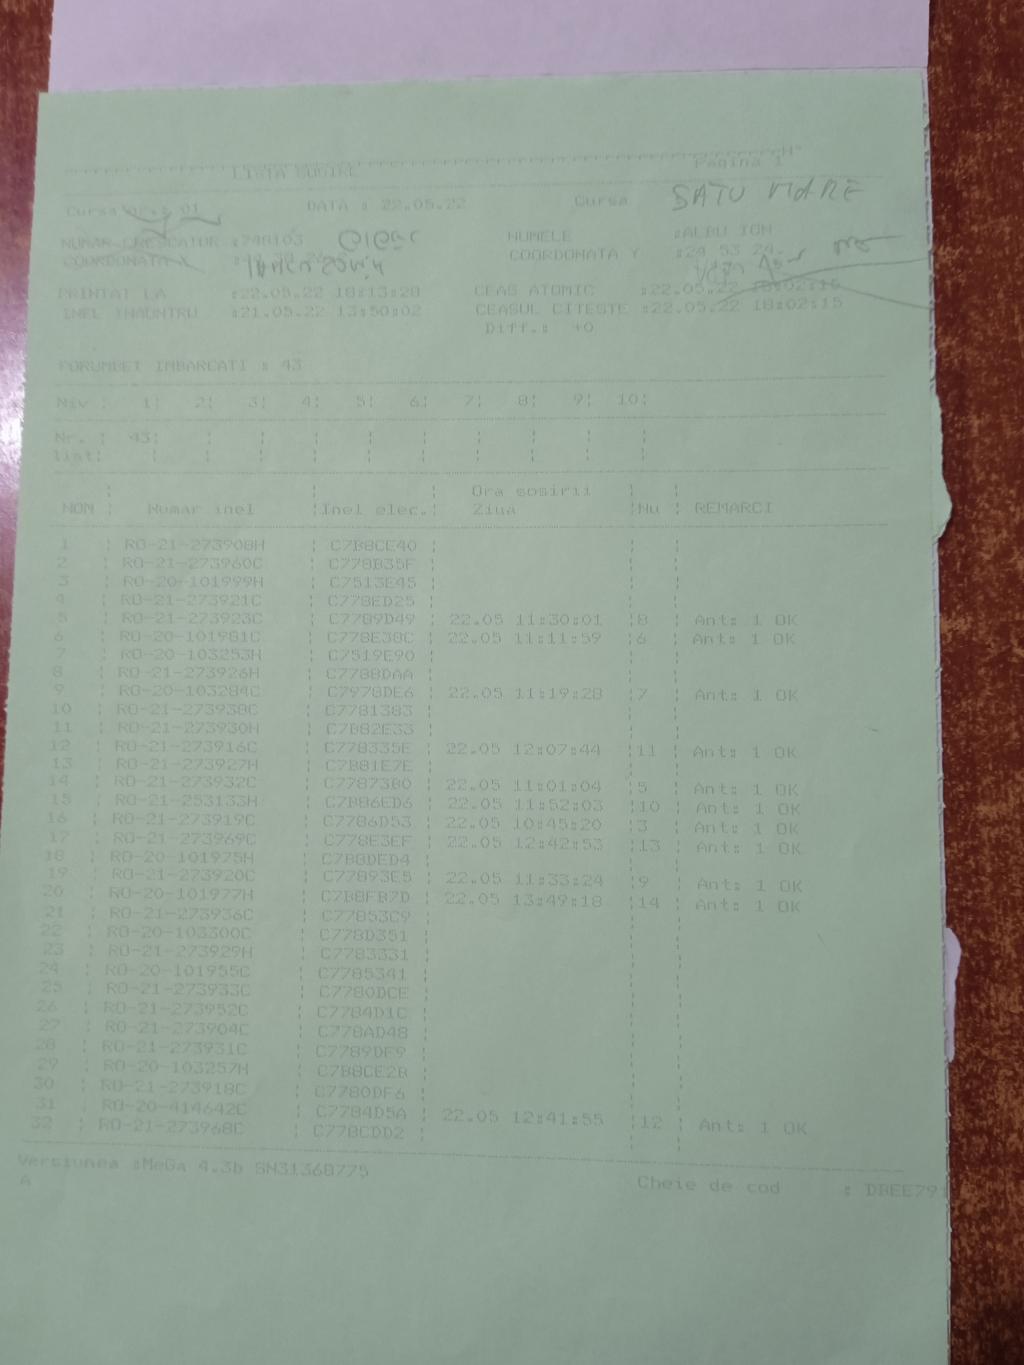 LISTA SOSIRE Pagina 1
Cursa 01 DATA : 22.05.22 Cursa SATU MARE
NUMAR CRESCATOR :748103 NUMELE :ALBU ION
COORDONATA X COORDONATA Y :24 53 24.
PRINTAT LA :22.05.22 18:13:28 CEAS ATOMIC :22.05.22 18:02:15
INEL INAUNTRU :21.05.22 13:50:02 CEASUL CITESTE :22.05.22 18:02:15
Diff.: +0
PORUMBEI IMBARCATI : 43
Niv : 1¦ 2¦ 3¦ 4¦ 5¦ 6¦ 7¦ 8¦ 9¦ 10¦
Nr. ¦ 43¦
list¦
Ora sosirii
NOM ¦ Numar inel ¦Inel elec.¦ Ziua ¦Nu ¦ REMARCI
1 ¦ RO-21-273908H ¦ C7B8CE40 ¦
2 ¦ RO-21-273960C ¦ C778B35F ¦
3 ¦ RO-20-101999H ¦ C7513E45 ¦
4 ¦ RO-21-273921C ¦ C778ED25 ¦
5 ¦ RO-21-273923C ¦ C7789D49 ¦ 22.05 11:30:01 ¦8 ¦ Ant: 1 OK
6 ¦ RO-20-101981C ¦ C778E38C ¦ 22.05 11:11:59 ¦6 ¦ Ant: 1 OK
7 ¦ RO-20-103253H ¦ C7519E90 ¦
8 ¦ RO-21-273926H ¦ C7788DAA ¦
9 ¦ RO-20-103284C ¦ C7978DE6 ¦ 22.05 11:19:28 ¦7 ¦ Ant: 1 OK
10 ¦ RO-21-273938C ¦ C7781383 ¦
11 ¦ RO-21-273930H ¦ C7B82E33 ¦
12 ¦ RO-21-273916C ¦ C778335E ¦ 22.05 12:07:44 ¦11 ¦ Ant: 1 OK
13 ¦ RO-21-273927H ¦ C7B81E7E ¦
14 ¦ RO-21-273932C ¦ C77873B0 ¦ 22.05 11:01:04 ¦5 ¦ Ant: 1 OK
15 ¦ RO-21-253133H ¦ C7B86ED6 ¦ 22.05 11:52:03 ¦10 ¦ Ant: 1 OK
16 ¦ RO-21-273919C ¦ C7786D53 ¦ 22.05 10:45:20 ¦3 ¦ Ant: 1 OK
17 ¦ RO-21-273969C ¦ C778E3EF ¦ 22.05 12:42:53 ¦13 ¦ Ant: 1 OK
18 ¦ RO-20-101975H ¦ C7B8DED4 ¦
19 ¦ RO-21-273920C ¦ C77893E5 ¦ 22.05 11:33:24 ¦9 ¦ Ant: 1 OK
20 ¦ RO-20-101977H ¦ C7B8FB7D ¦ 22.05 13:49:18 ¦14 ¦ Ant: 1 OK
21 ¦ RO-21-273936C ¦ C77853C9 ¦
22 ¦ RO-20-103300C ¦ C778D351 ¦
23 ¦ RO-21-273929H ¦ C7783331 ¦
24 ¦ RO-20-101955C ¦ C7785341 ¦
25 ¦ RO-21-273933C ¦ C7780DCE ¦
26 ¦ RO-21-273952C ¦ C7784D1C ¦
27 ¦ RO-21-273904C ¦ C778AD48 ¦
28 ¦ RO-21-273931C ¦ C7789DF9 ¦
29 ¦ RO-20-103257H ¦ C7B8CE2B ¦
30 ¦ RO-21-273918C ¦ C7780DF6 ¦
31 ¦ RO-20-414642C ¦ C7784D5A ¦ 22.05 12:41:55 ¦12 ¦ Ant: 1 OK
32 ¦ RO-21-273968C ¦ C778CDD2 ¦
Versiunea :MeGa 4.3b SN31368775 Cheie de cod : DBEE791
A